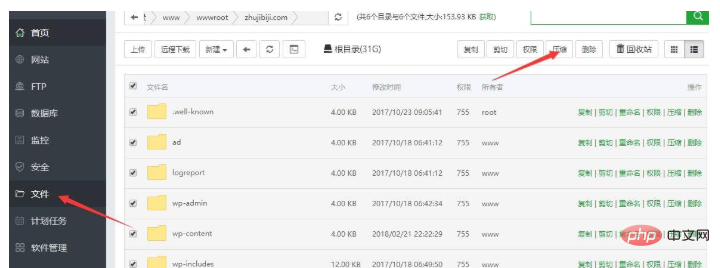 www 〉 wwwroot 〉 zhujibiji.com 〉 (共6个目录与6个文件,大小:153.93 KB 获取)
首页
上传 远程下载 新建 根目录(31G) 复制 剪切 权限 压缩 删除 回收站
网站
文件名 大小 修改时间 权限 所有者 操作
FTP
.well-known 4.00 KB 2017/10/23 09:05:41 755 root 复制 | 剪切 | 重命名 | 权限 | 压缩 | 删除
数据库
监控
ad 4.00 KB 2017/10/18 06:41:12 755 www 复制 | 剪切 | 重命名 | 权限 | 压缩 | 删除
安全
logreport 4.00 KB 2017/10/18 06:41:12 755 www 复制 | 剪切 | 重命名 | 权限 | 压缩 | 删除
文件
wp-admin 4.00 KB 2017/10/18 06:42:34 755 www 复制 | 剪切 | 重命名 | 权限 | 压缩 | 删除
计划任务
wp-content 4.00 KB 2018/02/21 22:22:29 755 www 复制 | 剪切 |
php 中文网
软件管理
wp-includes 12.00 KB 2017/10/18 06:49:50 755 www 复制 | 剪切 | 重命名 | 权限 | 压缩 | 删除